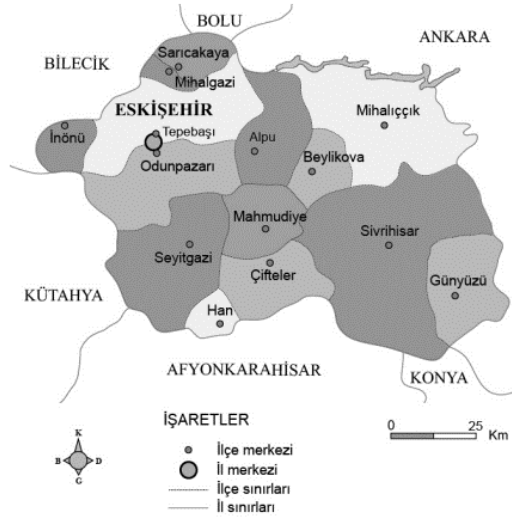 BOLU
ANKARA
BİLECİK
Sarıcakaya
Mihalgazi
ESKİŞEHİR
Mihalıççık
Tepebaşı
İnönü
Alpu
Odunpazarı
Beylikova
Mahmudiye
Sivrihisar
Seyitgazi
Çifteler
Günyüzü
KÜTAHYA
Han
AFYONKARAHİSAR
KONYA
İŞARETLER
İlçe merkezi
İl merkezi
İlçe sınırları
İl sınırları
0 25
Km
K
B D
G